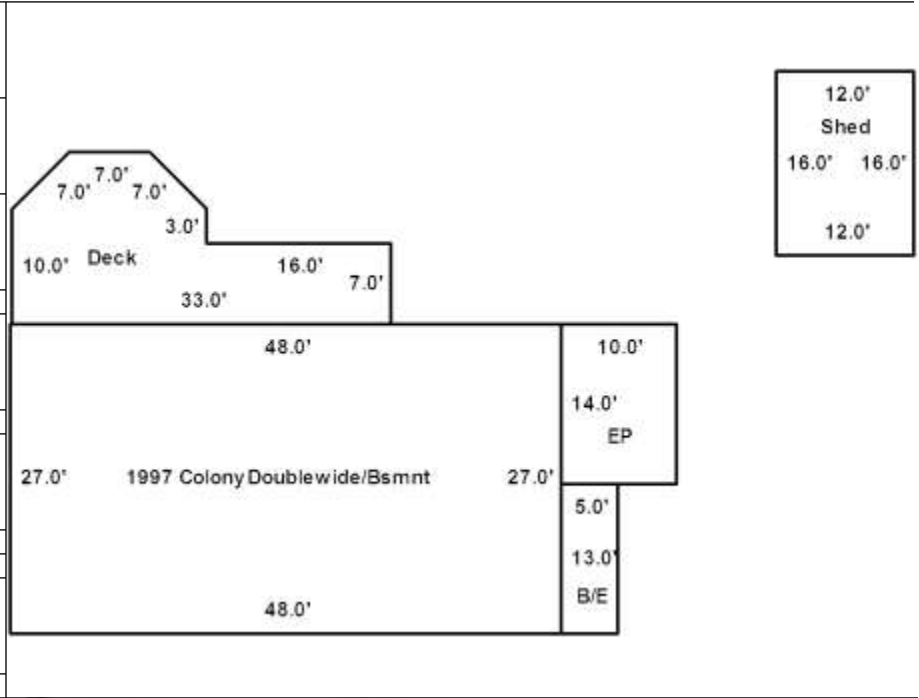 12.0'
Shed
16.0' 16.0'
12.0'
7.0' 7.0' 7.0'
3.0'
10.0' Deck 16.0' 7.0'
33.0'
48.0' 10.0'
14.0'
EP
27.0' 1997 Colony Doublewide/Bsmnt 27.0'
5.0'
13.0'
B/E
48.0'